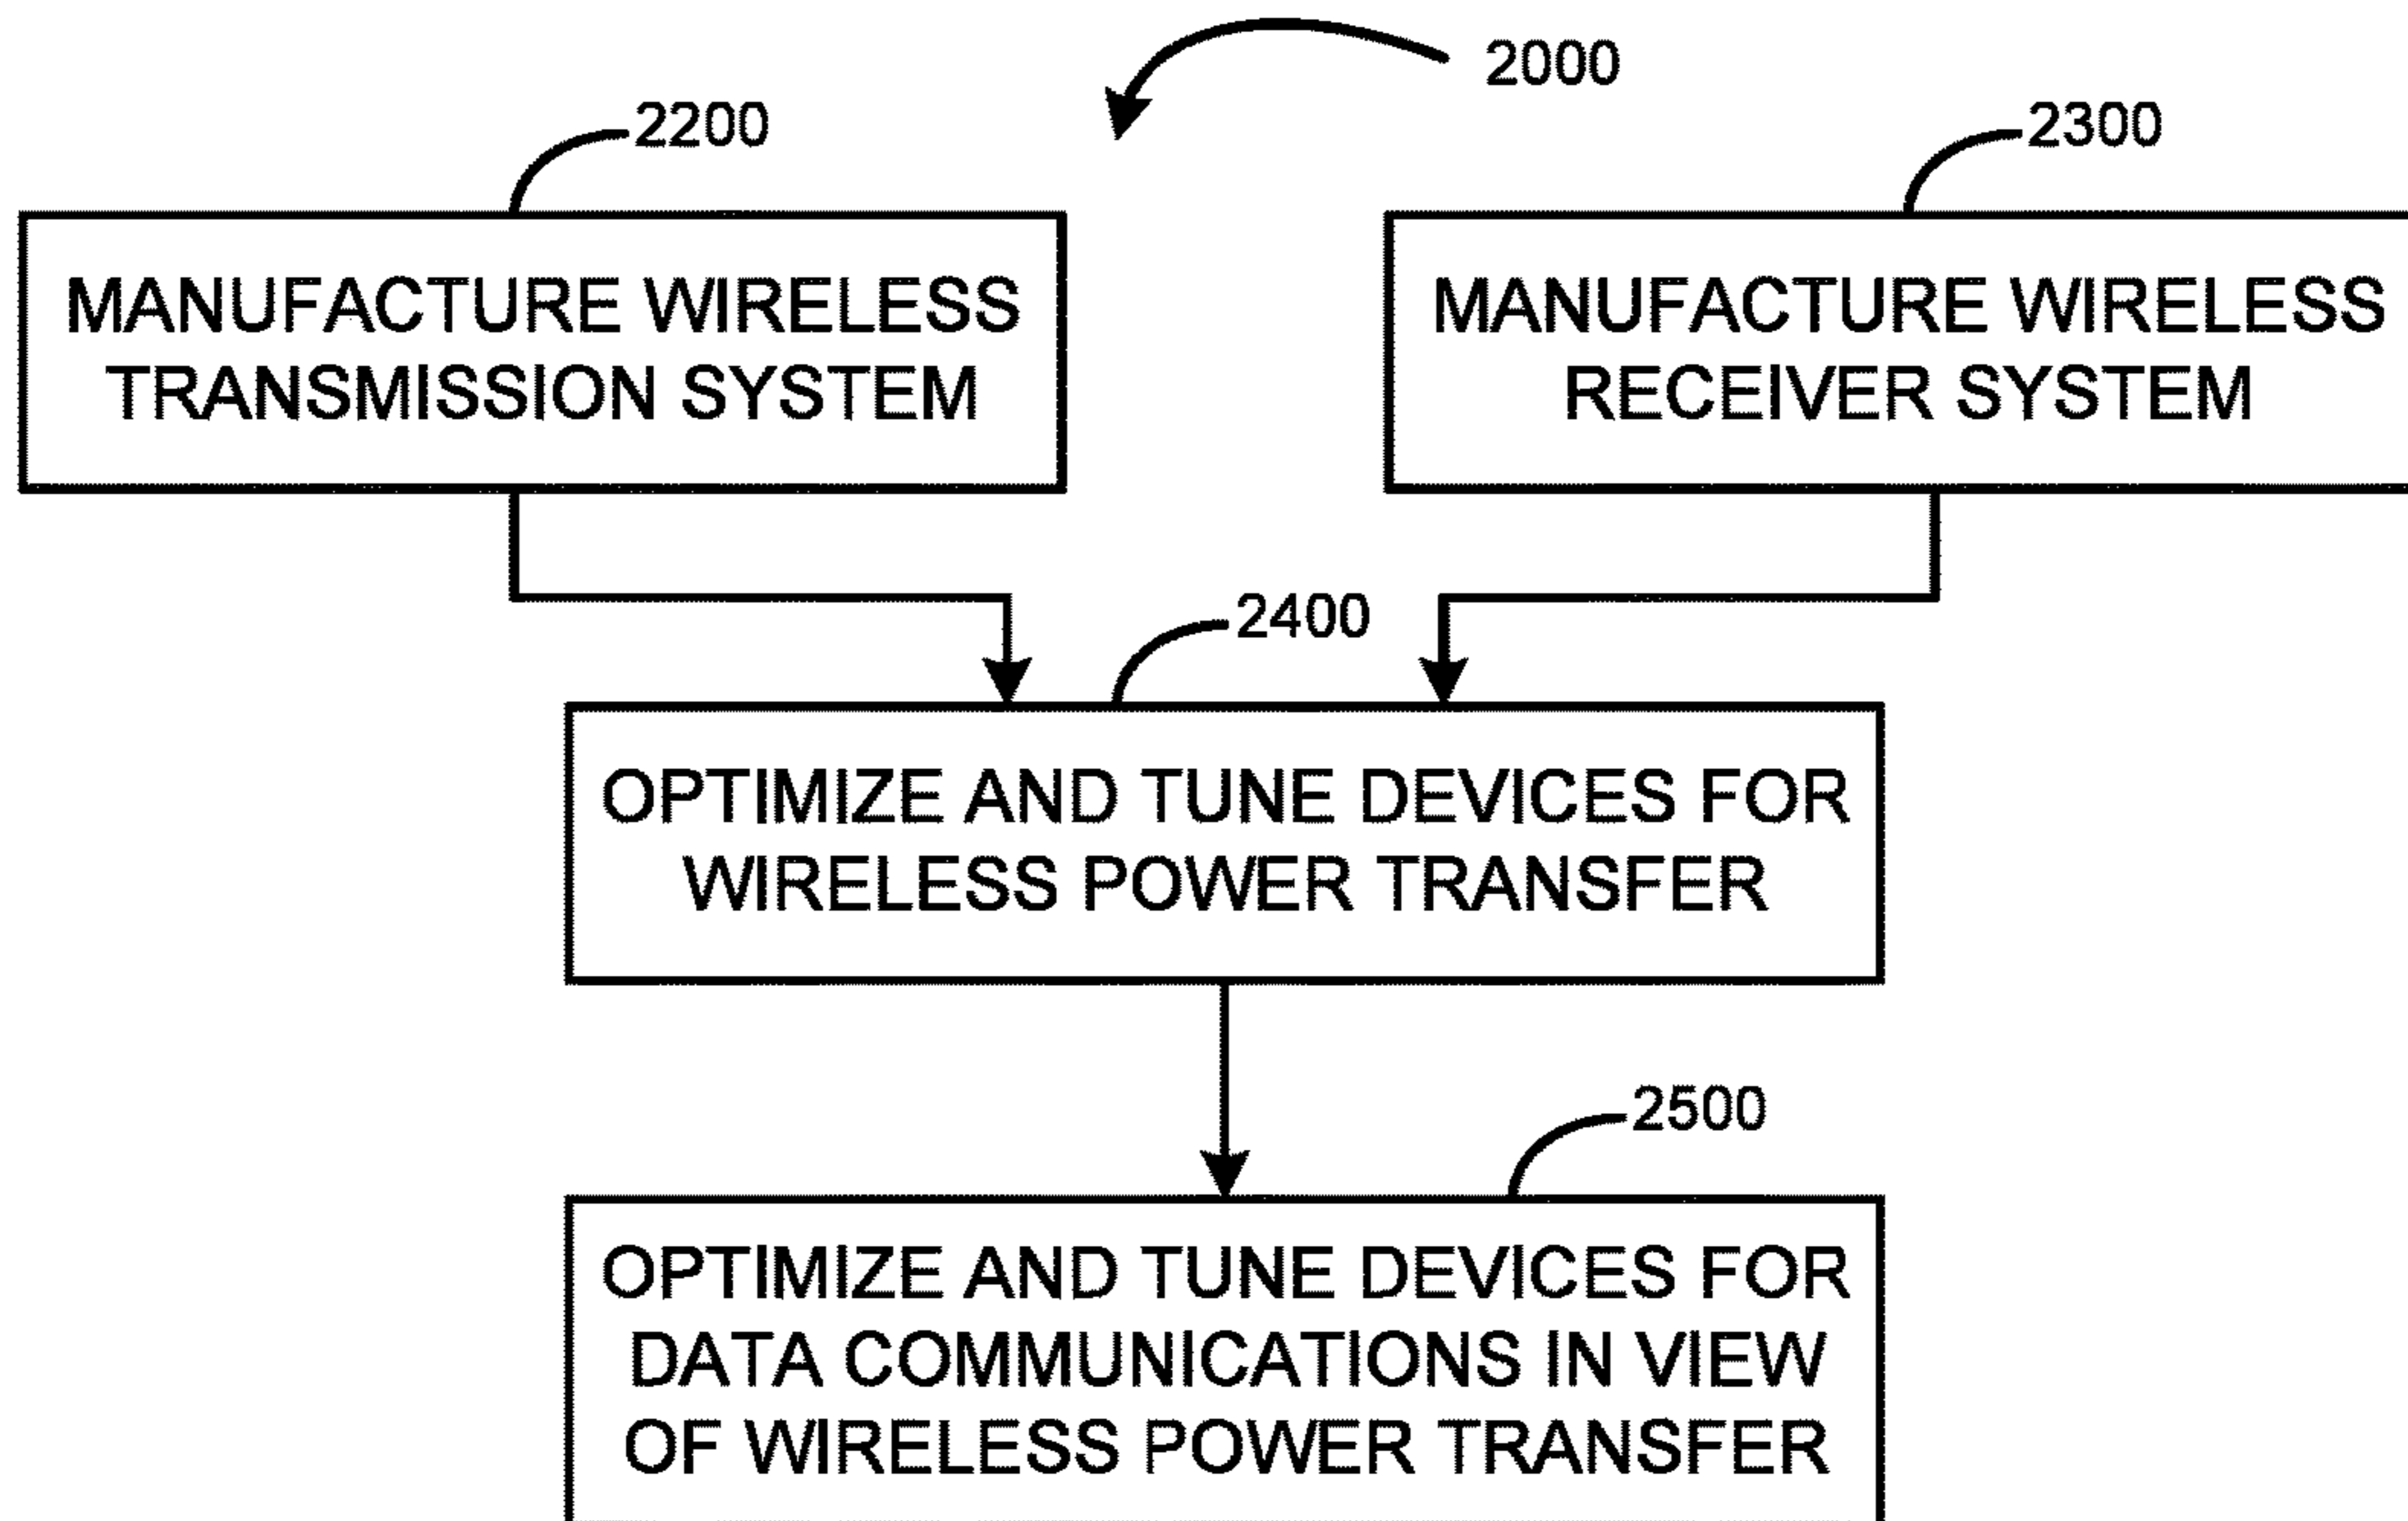 2000
2200
2300
MANUFACTURE WIRELESS
TRANSMISSION SYSTEM
MANUFACTURE WIRELESS
RECEIVER SYSTEM
2400
OPTIMIZE AND TUNE DEVICES FOR
WIRELESS POWER TRANSFER
2500
OPTIMIZE AND TUNE DEVICES FOR
DATA COMMUNICATIONS IN VIEW
OF WIRELESS POWER TRANSFER